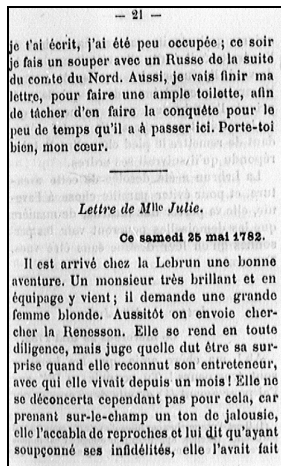 — 21 —
je t'ai écrit, j'ai été peu occupée ; ce soir
je fais un souper avec un Russe de la suite
du comte du Nord. Aussi, je vais finir ma
lettre, pour faire une ample toilette, afin
de tâcher d'en faire la conquête pour le
peu de temps qu'il a à passer ici. Porte-toi
bien, mon cœur.
Lettre de Mlle Julie.
Ce samedi 25 mai 1782.
Il est arrivé chez la Lebrun une bonne
aventure. Un monsieur très brillant et en
équipage y vient ; il demande une grande
femme blonde. Aussitôt on envoie cher-
cher la Renesson. Elle se rend en toute
diligence, mais juge quelle dut être sa sur-
prise quand elle reconnut son entreteneur,
avec qui elle vivait depuis un mois ! Elle ne
se déconcerta cependant pas pour cela, car
prenant sur-le-champ un ton de jalousie,
elle l'accabla de reproches et lui dit qu'ayant
soupçonné ses infidélités, elle l'avait fait